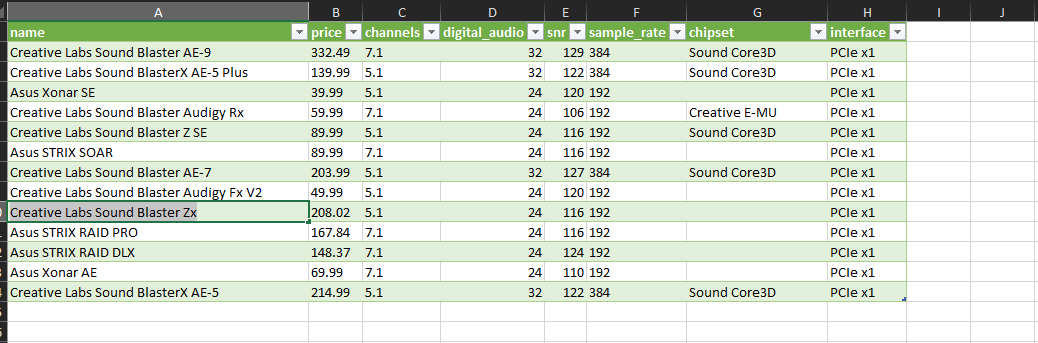 A B C D E F G H I J
name price channels digital_audio snr sample_rate chipset interface
Creative Labs Sound Blaster AE-9 332.49 7.1 32 129 384 Sound Core3D PCIe x1
Creative Labs Sound BlasterX AE-5 Plus 139.99 5.1 32 122 384 Sound Core3D PCIe x1
Asus Xonar SE 39.99 5.1 24 120 192 PCIe x1
Creative Labs Sound Blaster Audigy Rx 59.99 7.1 24 106 192 Creative E-MU PCIe x1
Creative Labs Sound Blaster Z SE 89.99 5.1 24 116 192 Sound Core3D PCIe x1
Asus STRIX SOAR 89.99 7.1 24 116 192 PCIe x1
Creative Labs Sound Blaster AE-7 203.99 5.1 32 127 384 Sound Core3D PCIe x1
Creative Labs Sound Blaster Audigy Fx V2 49.99 5.1 24 120 192 PCIe x1
Creative Labs Sound Blaster Zx 208.02 5.1 24 116 192 PCIe x1
Asus STRIX RAID PRO 167.84 7.1 24 116 192 PCIe x1
Asus STRIX RAID DLX 148.37 7.1 24 124 192 PCIe x1
Asus Xonar AE 69.99 7.1 24 110 192 PCIe x1
Creative Labs Sound BlasterX AE-5 214.99 5.1 32 122 384 Sound Core3D PCIe x1